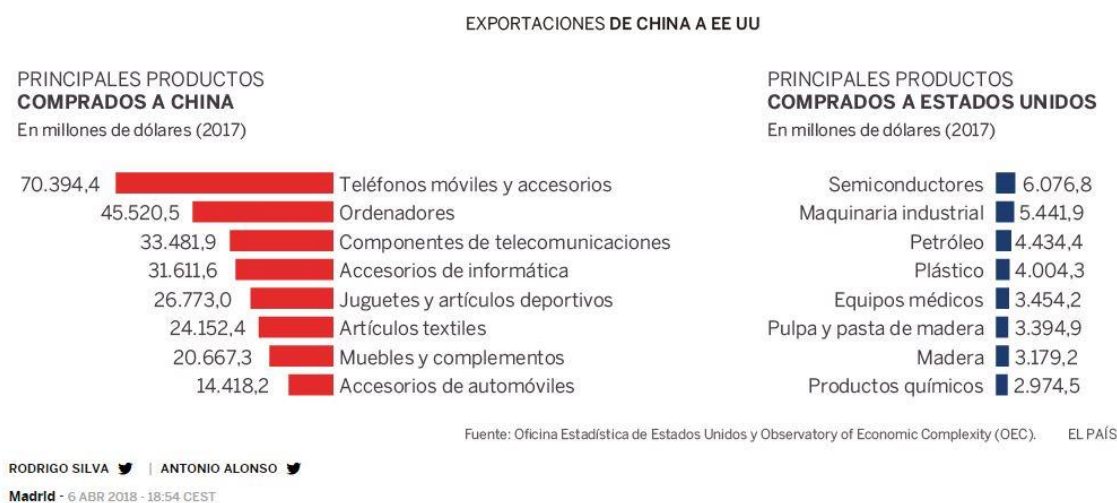 EXPORTACIONES DE CHINA A EE UU
PRINCIPALES PRODUCTOS
COMPRADOS A CHINA
En millones de dólares (2017)
70.394,4 Teléfonos móviles y accesorios
45.520,5 Ordenadores
33.481,9 Componentes de telecomunicaciones
31.611,6 Accesorios de informática
26.773,0 Juguetes y artículos deportivos
24.152,4 Artículos textiles
20.667,3 Muebles y complementos
14.418,2 Accesorios de automóviles
PRINCIPALES PRODUCTOS
COMPRADOS A ESTADOS UNIDOS
En millones de dólares (2017)
Semiconductores 6.076,8
Maquinaria industrial 5.441,9
Petróleo 4.434,4
Plástico 4.004,3
Equipos médicos 3.454,2
Pulpa y pasta de madera 3.394,9
Madera 3.179,2
Productos químicos 2.974,5
Fuente: Oficina Estadística de Estados Unidos y Observatory of Economic Complexity (OEC). EL PAÍS
RODRIGO SILVA | ANTONIO ALONSO
Madrid - 6 ABR 2018 - 18:54 CEST